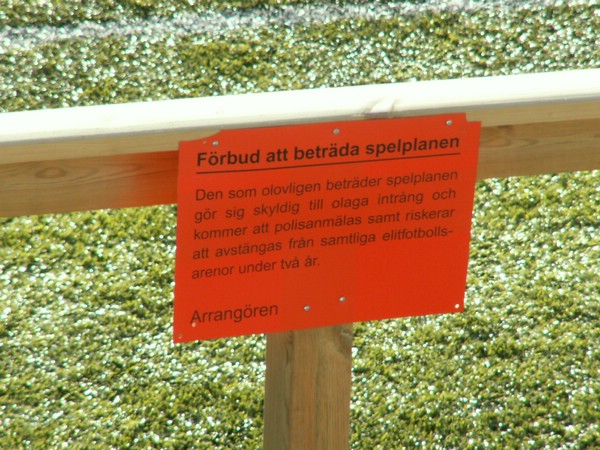 Förbud att beträda spelplanen
Den som olovligen beträder spelplanen
gör sig skyldig till olaga intrång och
kommer att polisanmälas samt riskerar
att avstängas från samtliga elitfotbolls-
arenor under två år.
Arrangören